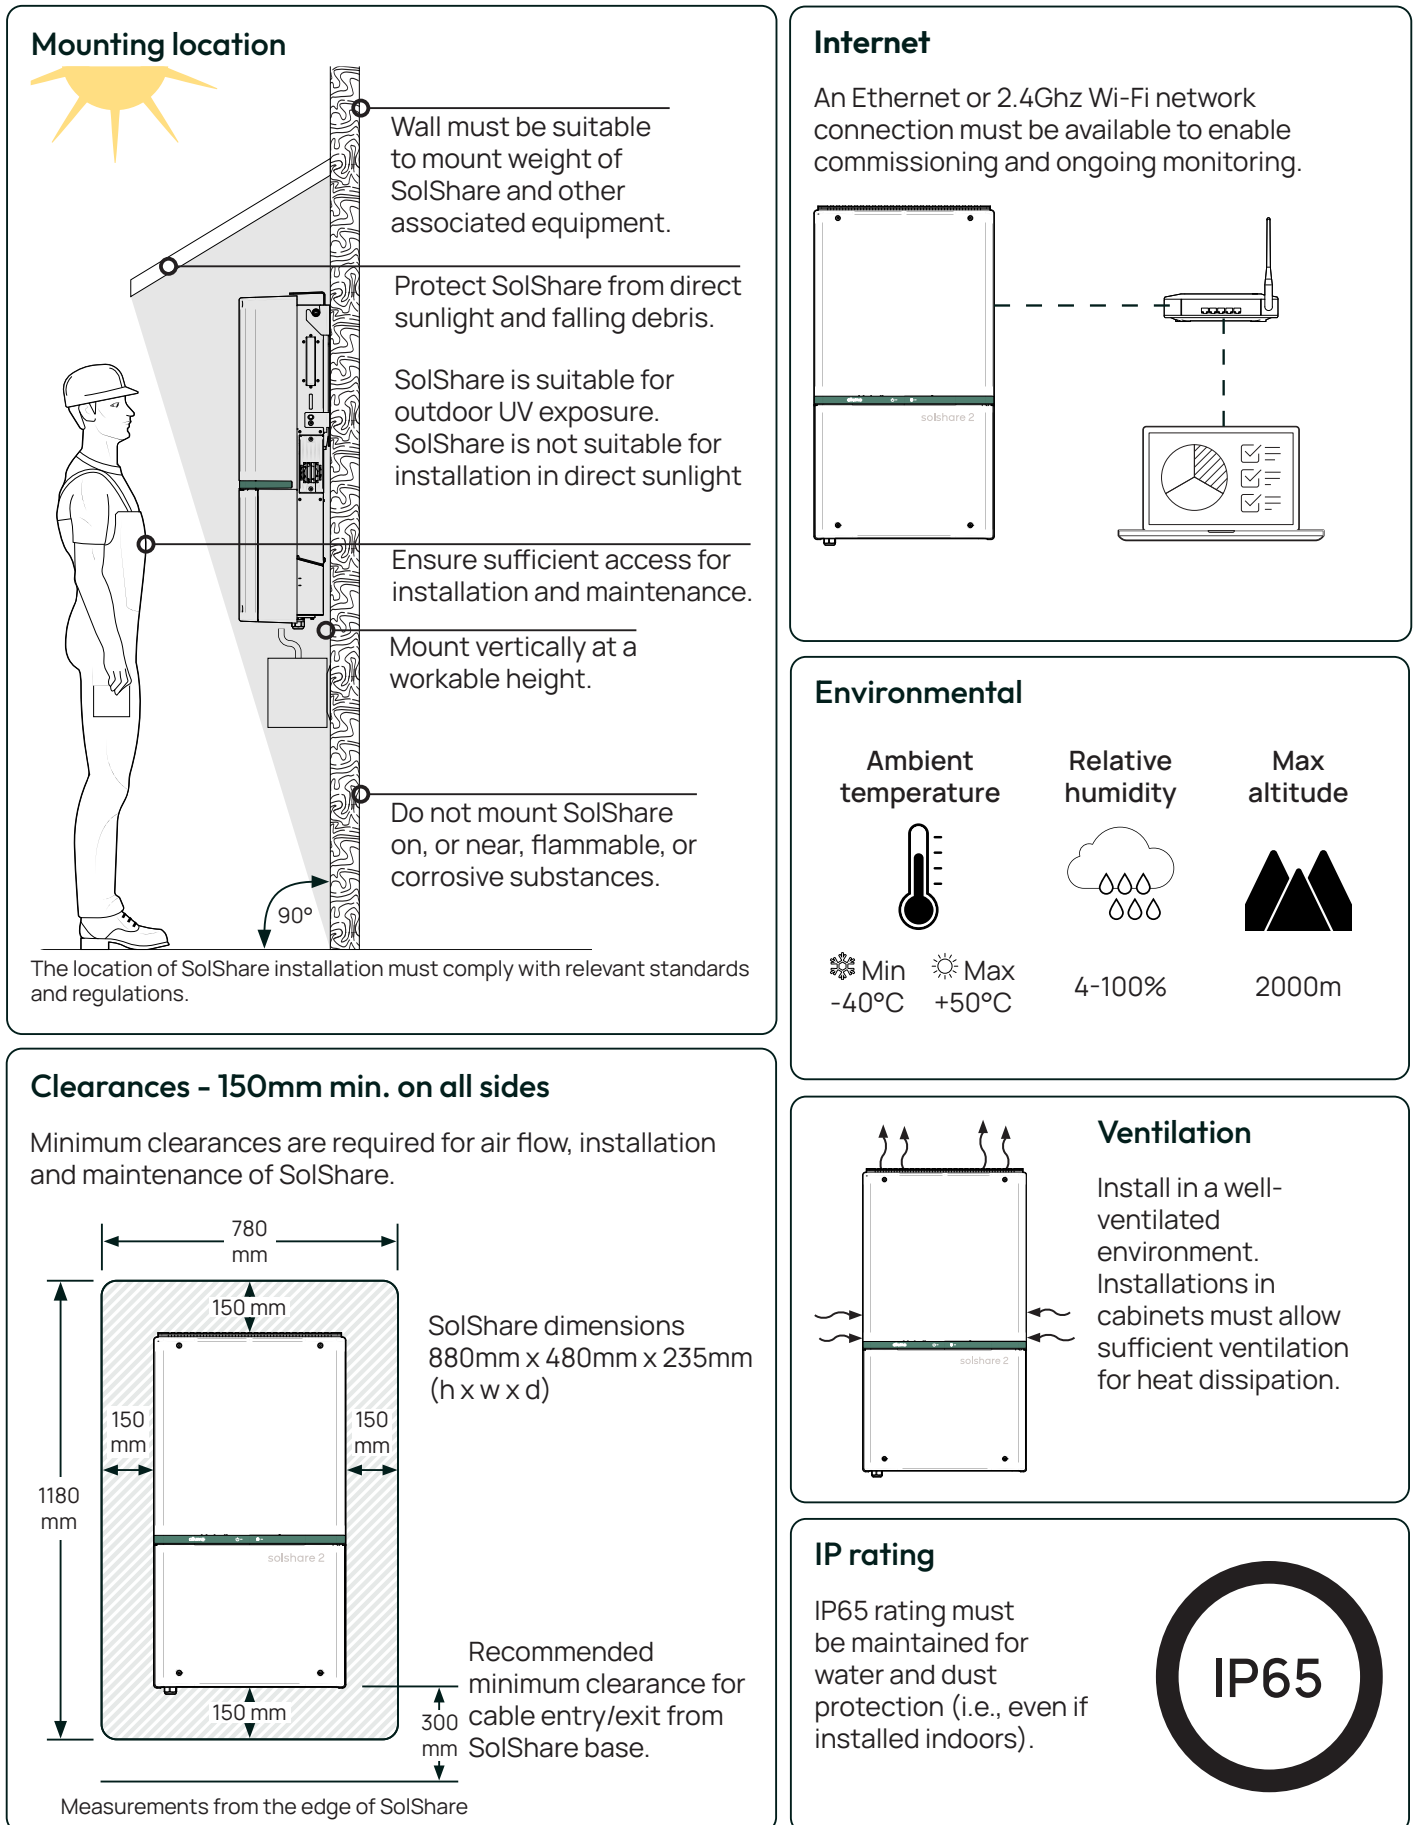 Mounting location
Wall must be suitable
to mount weight of
SolShare and other
associated equipment.
Protect SolShare from direct
sunlight and falling debris.
SolShare is suitable for
outdoor UV exposure.
SolShare is not suitable for
installation in direct sunlight
Ensure sufficient access for
installation and maintenance.
Mount vertically at a
workable height.
Do not mount SolShare
on, or near, flammable, or
corrosive substances.
90°
The location of SolShare installation must comply with relevant standards
and regulations.
Internet
An Ethernet or 2.4Ghz Wi-Fi network
connection must be available to enable
commissioning and ongoing monitoring.
solshare 2
Environmental
Ambient
temperature
Relative
humidity
Max
altitude
Min
-40°C
Max
+50°C
4-100%
2000m
Clearances - 150mm min. on all sides
Minimum clearances are required for air flow, installation
and maintenance of SolShare.
780
mm
150 mm
SolShare dimensions
880mm x 480mm x 235mm
(h x w x d)
150
mm
150
mm
1180
mm
solshare 2
150 mm
Recommended
minimum clearance for
cable entry/exit from
SolShare base.
300
mm
Measurements from the edge of SolShare
Ventilation
Install in a well-
ventilated
environment.
Installations in
cabinets must allow
sufficient ventilation
for heat dissipation.
solshare 2
IP rating
IP65 rating must
be maintained for
water and dust
protection (i.e., even if
installed indoors).
IP65